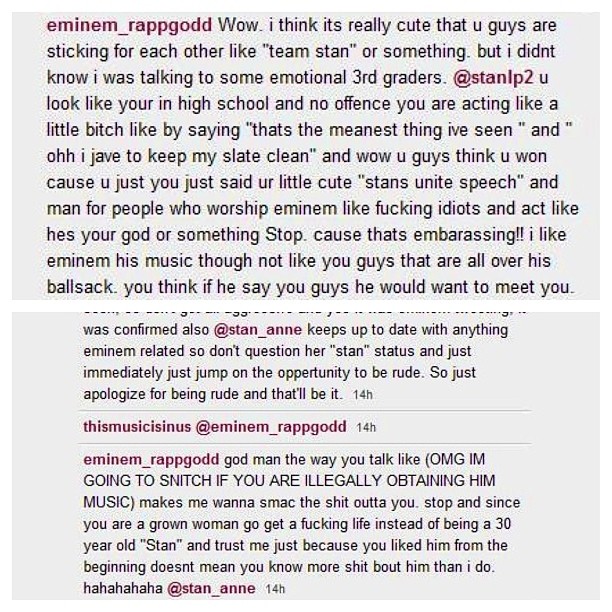 eminem_rappgodd Wow. i think its really cute that u guys are
sticking for each other like "team stan" or something. but i didnt
know i was talking to some emotional 3rd graders. @stanlp2 u
look like your in high school and no offence you are acting like a
little bitch like by saying "thats the meanest thing ive seen " and "
ohh i jave to keep my slate clean" and wow u guys think u won
cause u just you just said ur little cute "stans unite speech" and
man for people who worship eminem like fucking idiots and act like
hes your god or something Stop. cause thats embarassing!! i like
eminem his music though not like you guys that are all over his
ballsack. you think if he say you guys he would want to meet you.
was confirmed also @stan_anne keeps up to date with anything
eminem related so don't question her "stan" status and just
immediately just jump on the opportunity to be rude. So just
apologize for being rude and that'll be it. 14h
thismusicisinus @eminem_rappgodd 14h
eminem_rappgodd god man the way you talk like (OMG IM
GOING TO SNITCH IF YOU ARE ILLEGALLY OBTAINING HIM
MUSIC) makes me wanna smac the shit outta you. stop and since
you are a grown woman go get a fucking life instead of being a 30
year old "Stan" and trust me just because you liked him from the
beginning doesnt mean you know more shit bout him than i do.
hahahahaha @stan_anne 14h